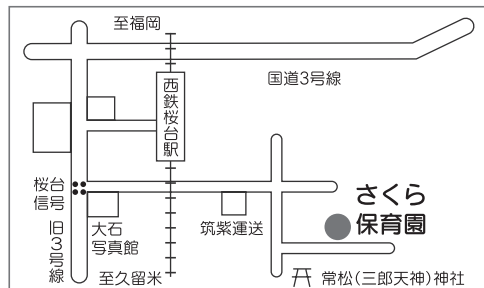 至福岡
国道3号線
西鉄桜台駅
桜台
信号
さくら
保育園
大石
写真館
筑紫運送
旧3号線
至久留米
常松(三郎天神)神社